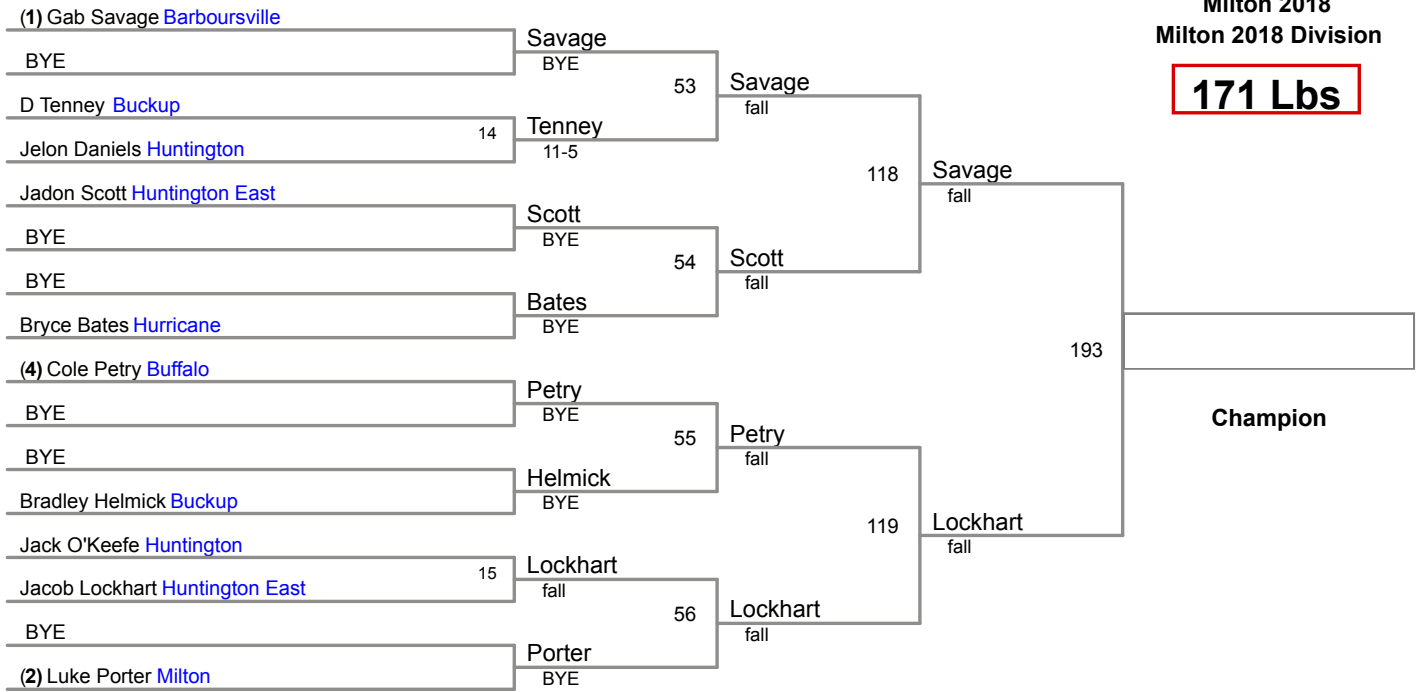 Milton 2018
Milton 2018 Division
171 Lbs
(1) Gab Savage Barboursville
BYE
D Tenney Buckup
Jelon Daniels Huntington
Jadon Scott Huntington East
BYE
BYE
Bryce Bates Hurricane
(4) Cole Petry Buffalo
BYE
BYE
Bradley Helmick Buckup
Jack O'Keefe Huntington
Jacob Lockhart Huntington East
BYE
(2) Luke Porter Milton
14
15
Savage
BYE
Tenney
11-5
Scott
BYE
Bates
BYE
Petry
BYE
Helmick
BYE
Lockhart
fall
Porter
BYE
53
54
55
56
Savage
fall
Scott
fall
Petry
fall
Lockhart
fall
118
119
Savage
fall
Lockhart
fall
193
Champion